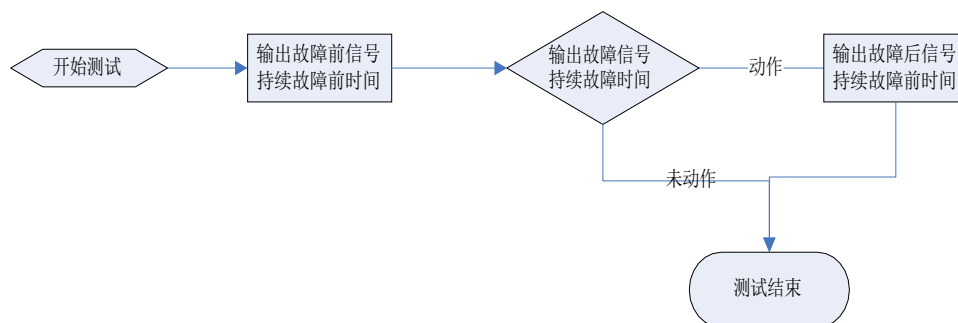 开始测试
输出故障前信号
持续故障前时间
输出故障信号
持续故障时间
动作
输出故障后信号
持续故障前时间
未动作
测试结束